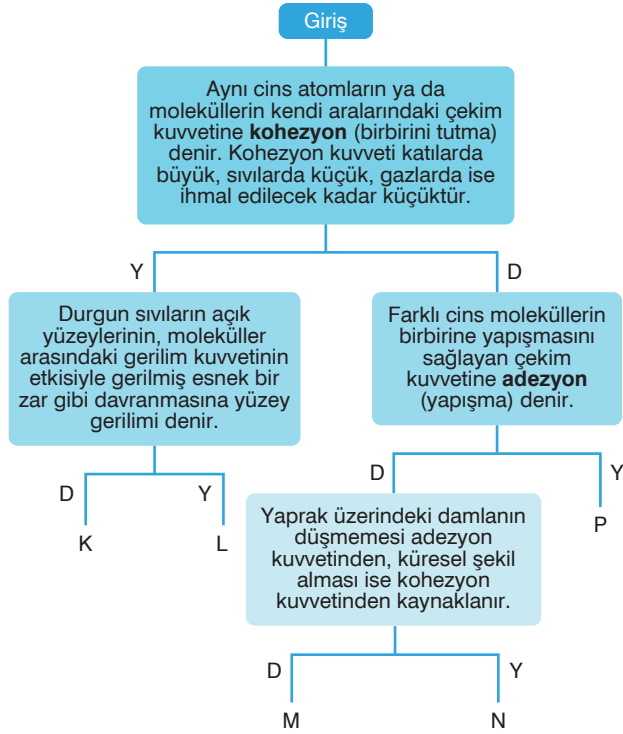 Giriş
Aynı cins atomların ya da
moleküllerin kendi aralarındaki çekim
kuvvetine kohezyon (birbirini tutma)
denir. Kohezyon kuvveti katılarda
büyük, sıvılarda küçük, gazlarda ise
ihmal edilecek kadar küçüktür.
Y
D
Durgun sıvıların açık
yüzeylerinin, moleküller
arasındaki gerilim kuvvetinin
etkisiyle gerilmiş esnek bir
zar gibi davranmasına yüzey
gerilimi denir.
Farklı cins moleküllerin
birbirine yapışmasını
sağlayan çekim
kuvvetine adezyon
(yapışma) denir.
D
Y
K
L
D
Y
P
Yaprak üzerindeki damlanın
düşmemesi adezyon
kuvvetinden, küresel şekil
alması ise kohezyon
kuvvetinden kaynaklanır.
D
Y
M
N